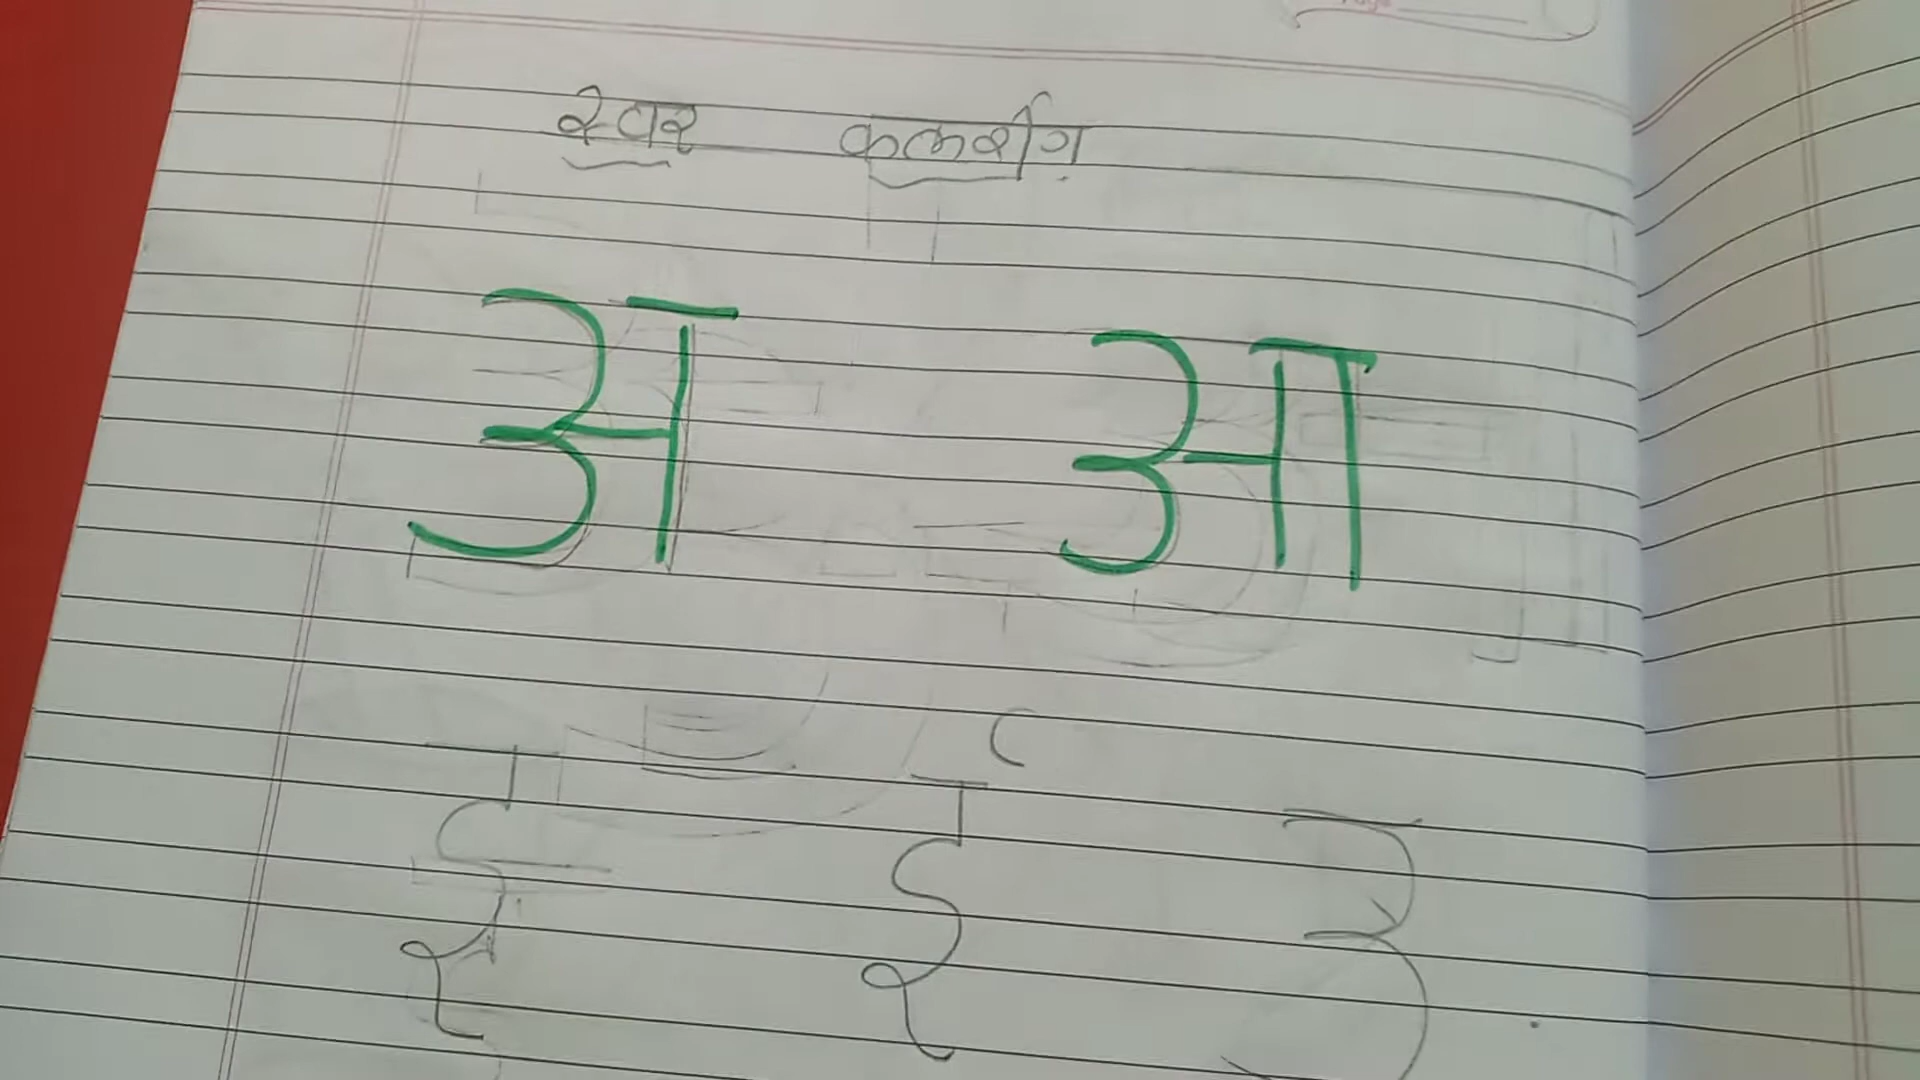 स्वर कलरींग
अ आ
इ ई उ